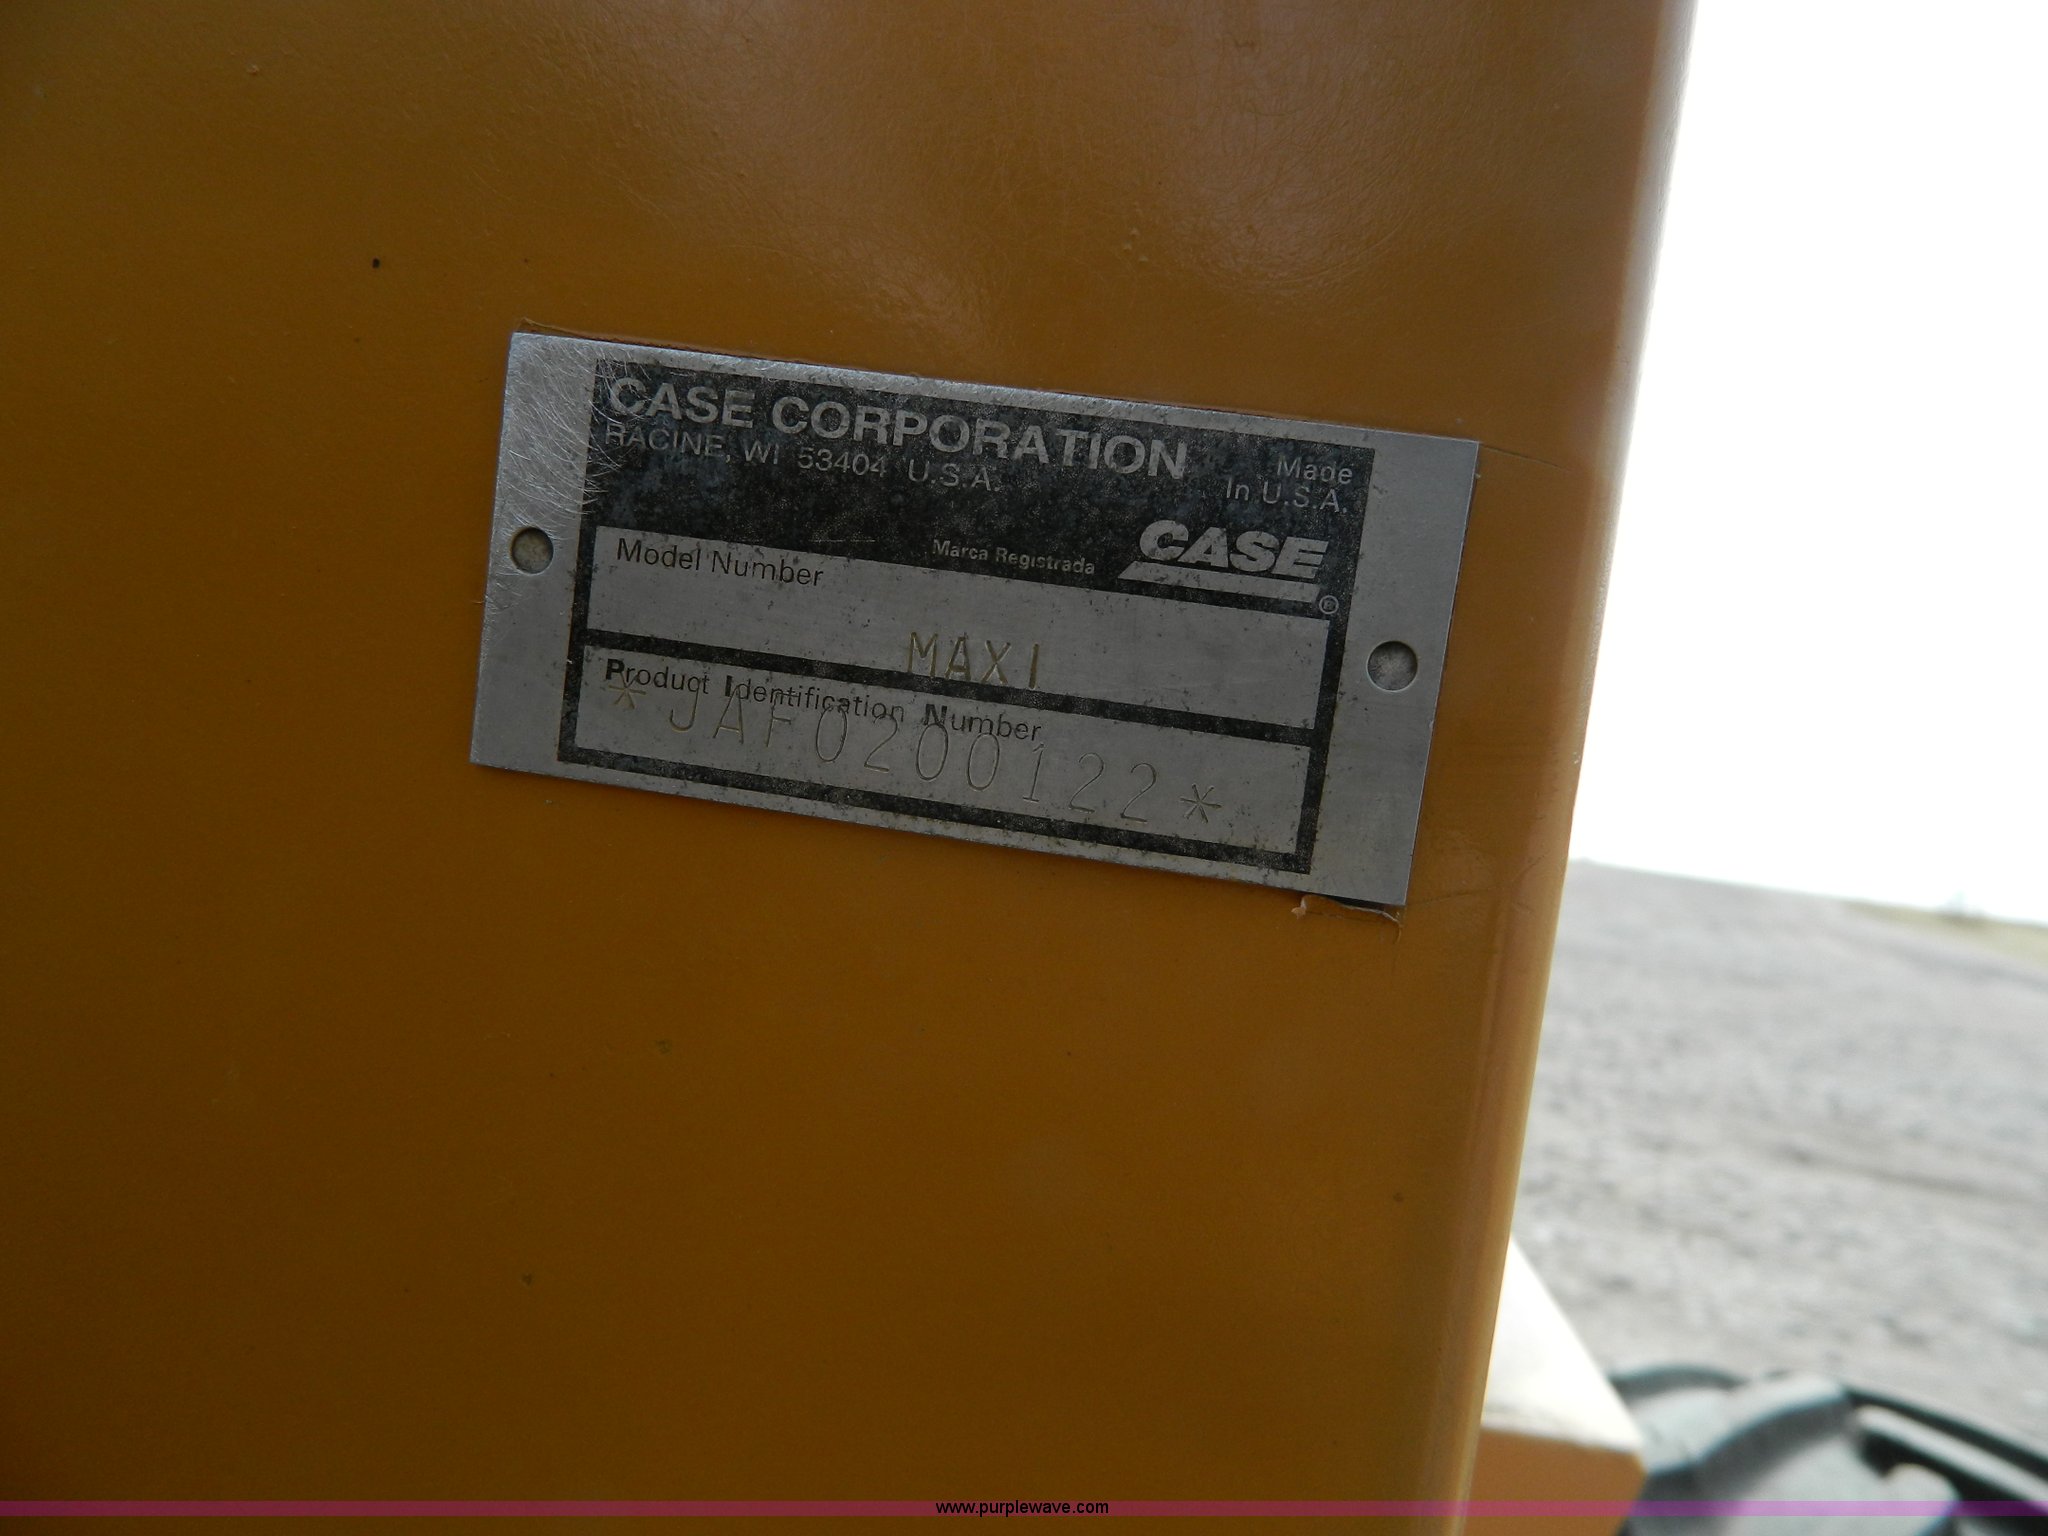 CASE CORPORATION
RACINE, WI 53404 U.S.A.
Made
In U.S.A.
Marca Registrada
CASE®
Model Number
MAXI
Product Identification Number
*JAF0200122*
www.purplewave.com